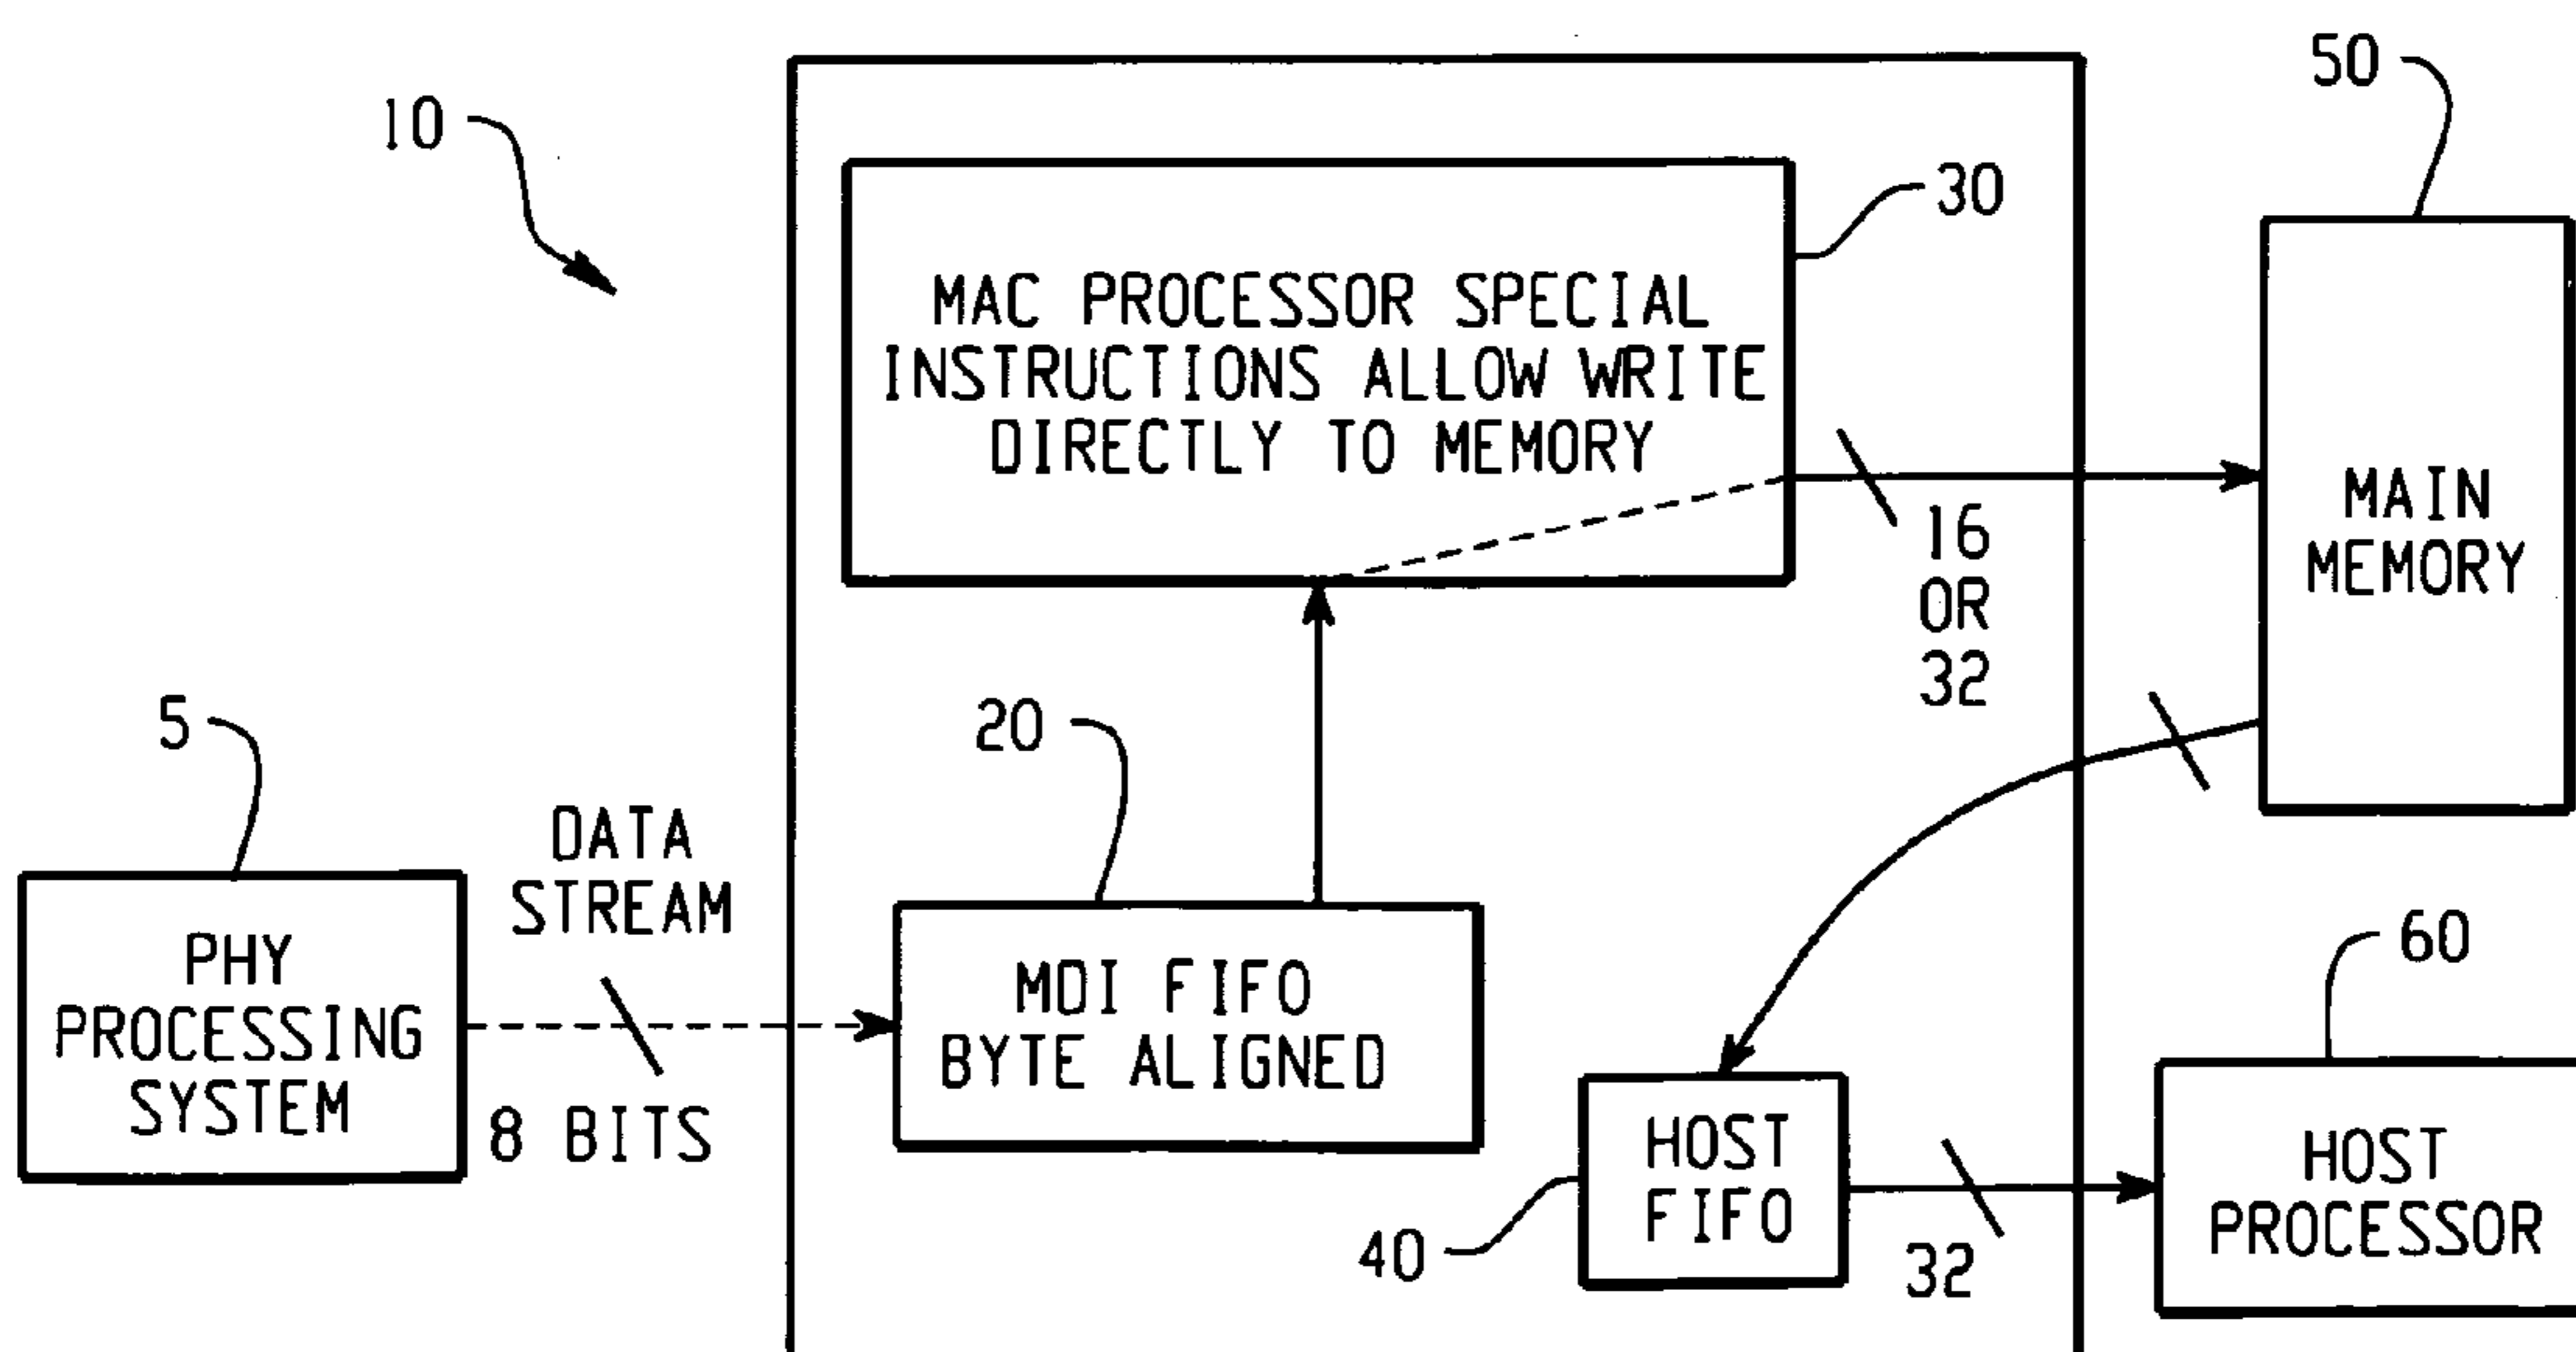 10
50
30
MAC PROCESSOR SPECIAL
INSTRUCTIONS ALLOW WRITE
DIRECTLY TO MEMORY
16
OR
32
MAIN
MEMORY
5
20
DATA
STREAM
PHY
PROCESSING
SYSTEM
8 BITS
MDI FIFO
BYTE ALIGNED
60
HOST
FIFO
40
32
HOST
PROCESSOR